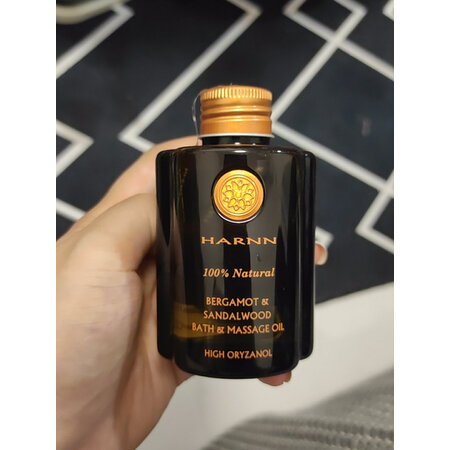 HARNN
100% Natural
BERGAMOT &
SANDALWOOD
BATH & MASSAGE OIL
HIGH ORYZANOL